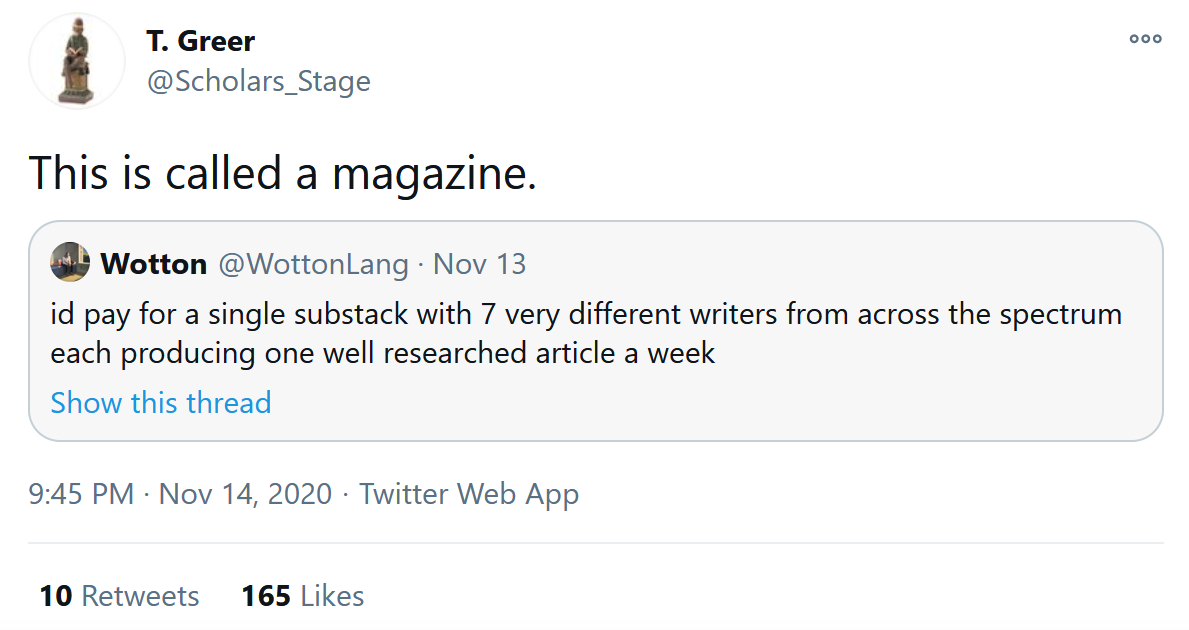 T. Greer
@Scholars_Stage
This is called a magazine.
Wotton @WottonLang · Nov 13
id pay for a single substack with 7 very different writers from across the spectrum
each producing one well researched article a week
Show this thread
9:45 PM · Nov 14, 2020 · Twitter Web App
10 Retweets 165 Likes